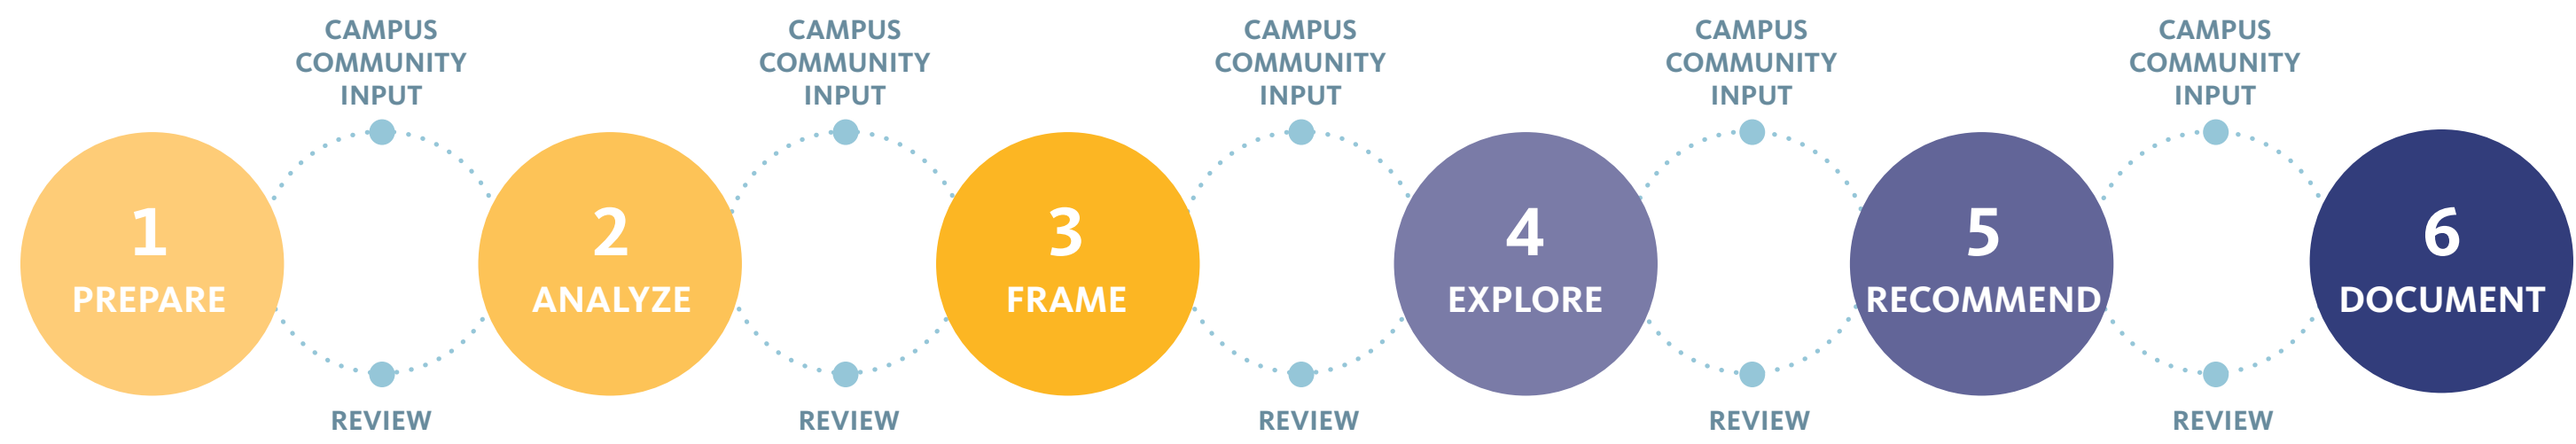 CAMPUS
COMMUNITY
INPUT
CAMPUS
COMMUNITY
INPUT
CAMPUS
COMMUNITY
INPUT
CAMPUS
COMMUNITY
INPUT
CAMPUS
COMMUNITY
INPUT
1
PREPARE
2
ANALYZE
3
FRAME
4
EXPLORE
5
RECOMMEND
6
DOCUMENT
REVIEW
REVIEW
REVIEW
REVIEW
REVIEW